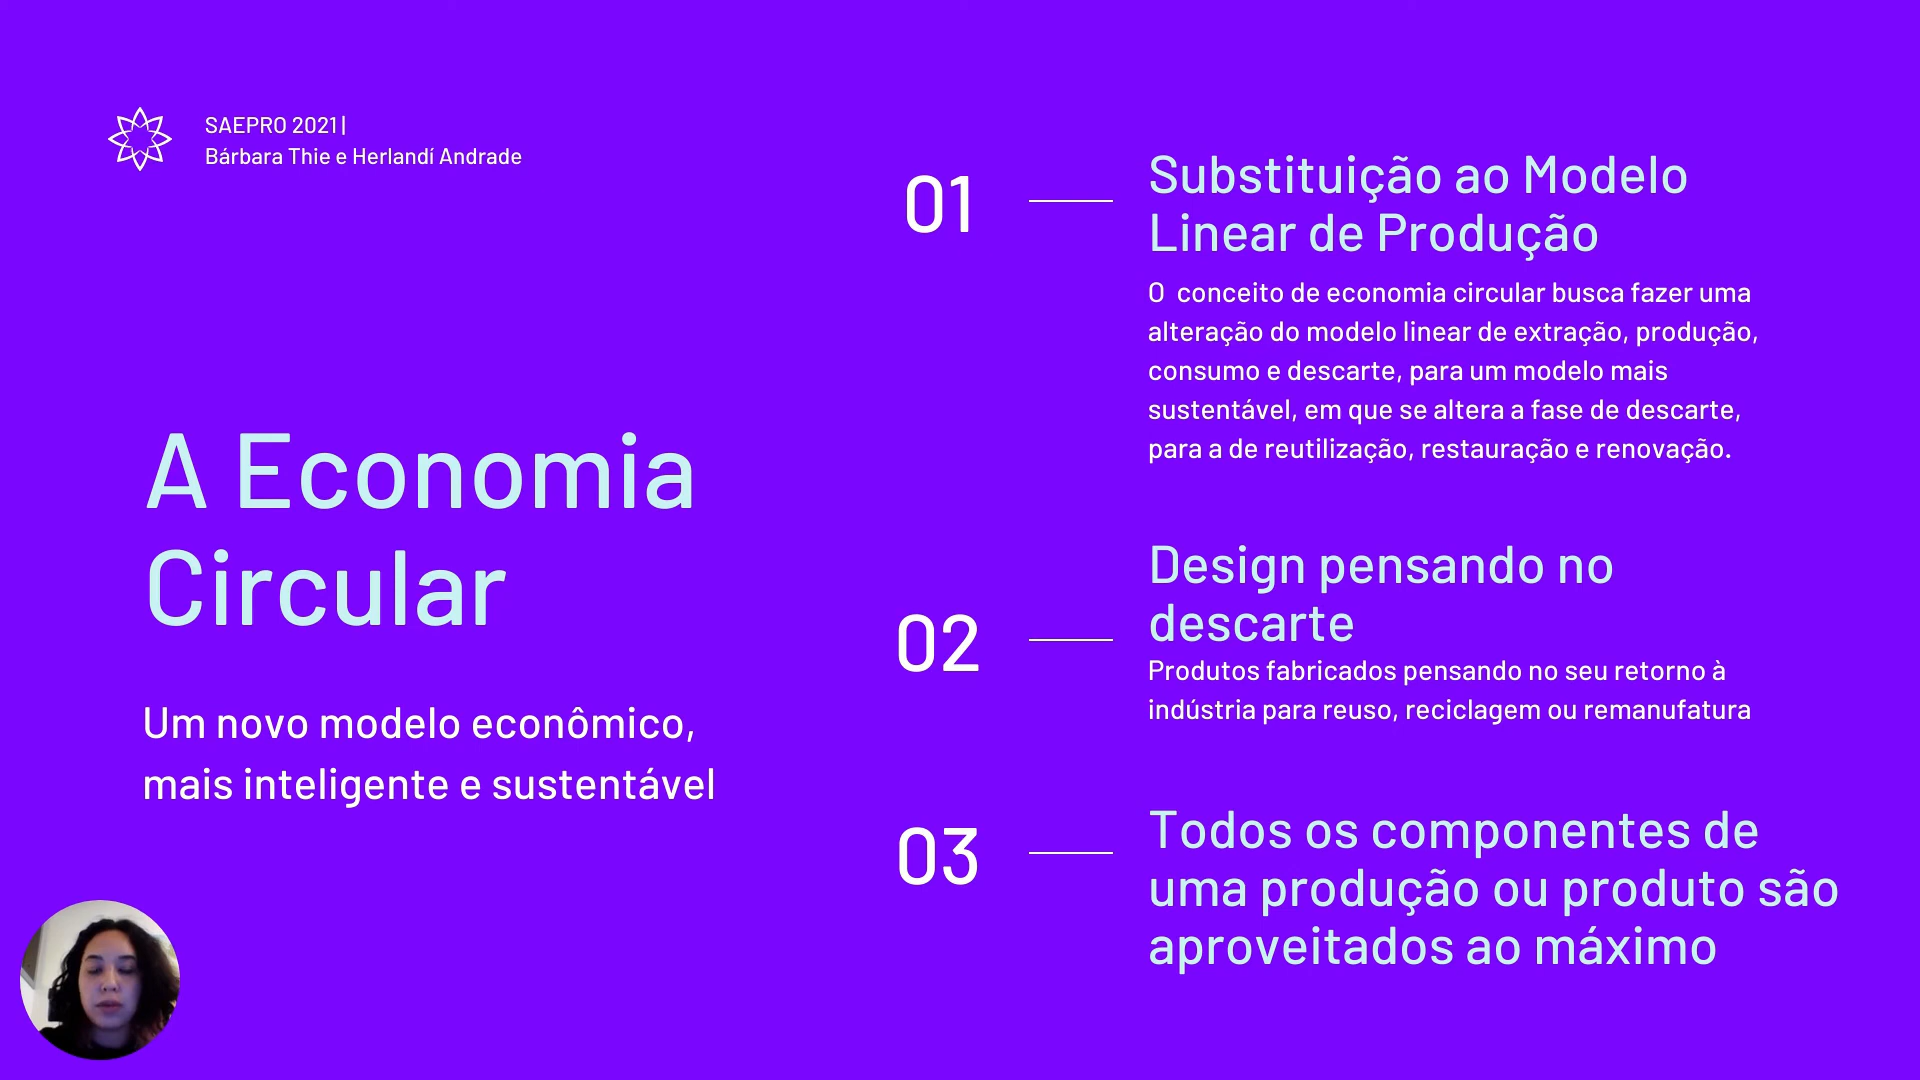 SAEPRO 2021|
Bárbara Thie e Herlandí Andrade
A Economia
Circular
Um novo modelo econômico,
mais inteligente e sustentável
01
Substituição ao Modelo
Linear de Produção
O  conceito de economia circular busca fazer uma
alteração do modelo linear de extração, produção,
consumo e descarte, para um modelo mais
sustentável, em que se altera a fase de descarte,
para a de reutilização, restauração e renovação.
02
Design pensando no
descarte
Produtos fabricados pensando no seu retorno à
indústria para reuso, reciclagem ou remanufatura
03
Todos os componentes de
uma produção ou produto são
aproveitados ao máximo